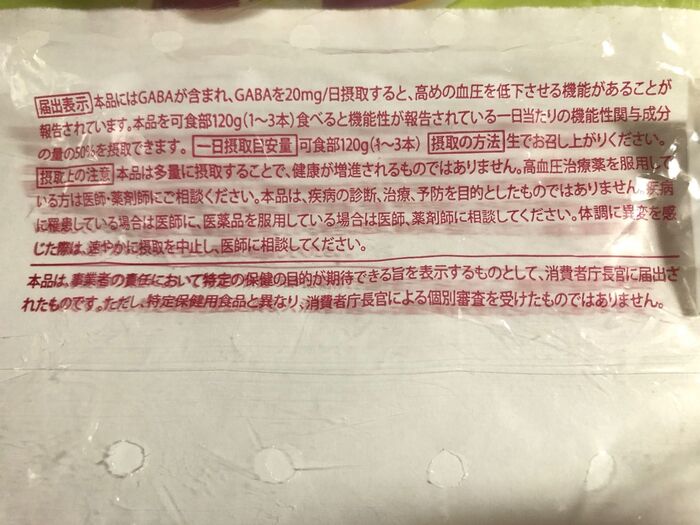 届出表示 本品にはGABAが含まれ、GABAを20mg/日摂取すると、高めの血圧を低下させる機能があることが
報告されています。本品を可食部120g(1〜3本)食べると機能性が報告されている一日当たりの機能性関与成分
の量の50%を摂取できます。 一日摂取目安量 可食部120g(1〜3本) 摂取の方法 生でお召し上がりください。
摂取上の注意 本品は多量に摂取することで、健康が増進されるものではありません。高血圧治療薬を服用して
いる方は医師・薬剤師にご相談ください。本品は、疾病の診断、治療、予防を目的としたものではありません。疾病
に罹患している場合は医師に、医薬品を服用している場合は医師、薬剤師に相談してください。体調に異変を感
じた際は、速やかに摂取を中止し、医師に相談してください。
本品は、事業者の責任において特定の保健の目的が期待できる旨を表示するものとして、消費者庁長官に届出さ
れたものです。ただし、特定保健用食品と異なり、消費者庁長官による個別審査を受けたものではありません。